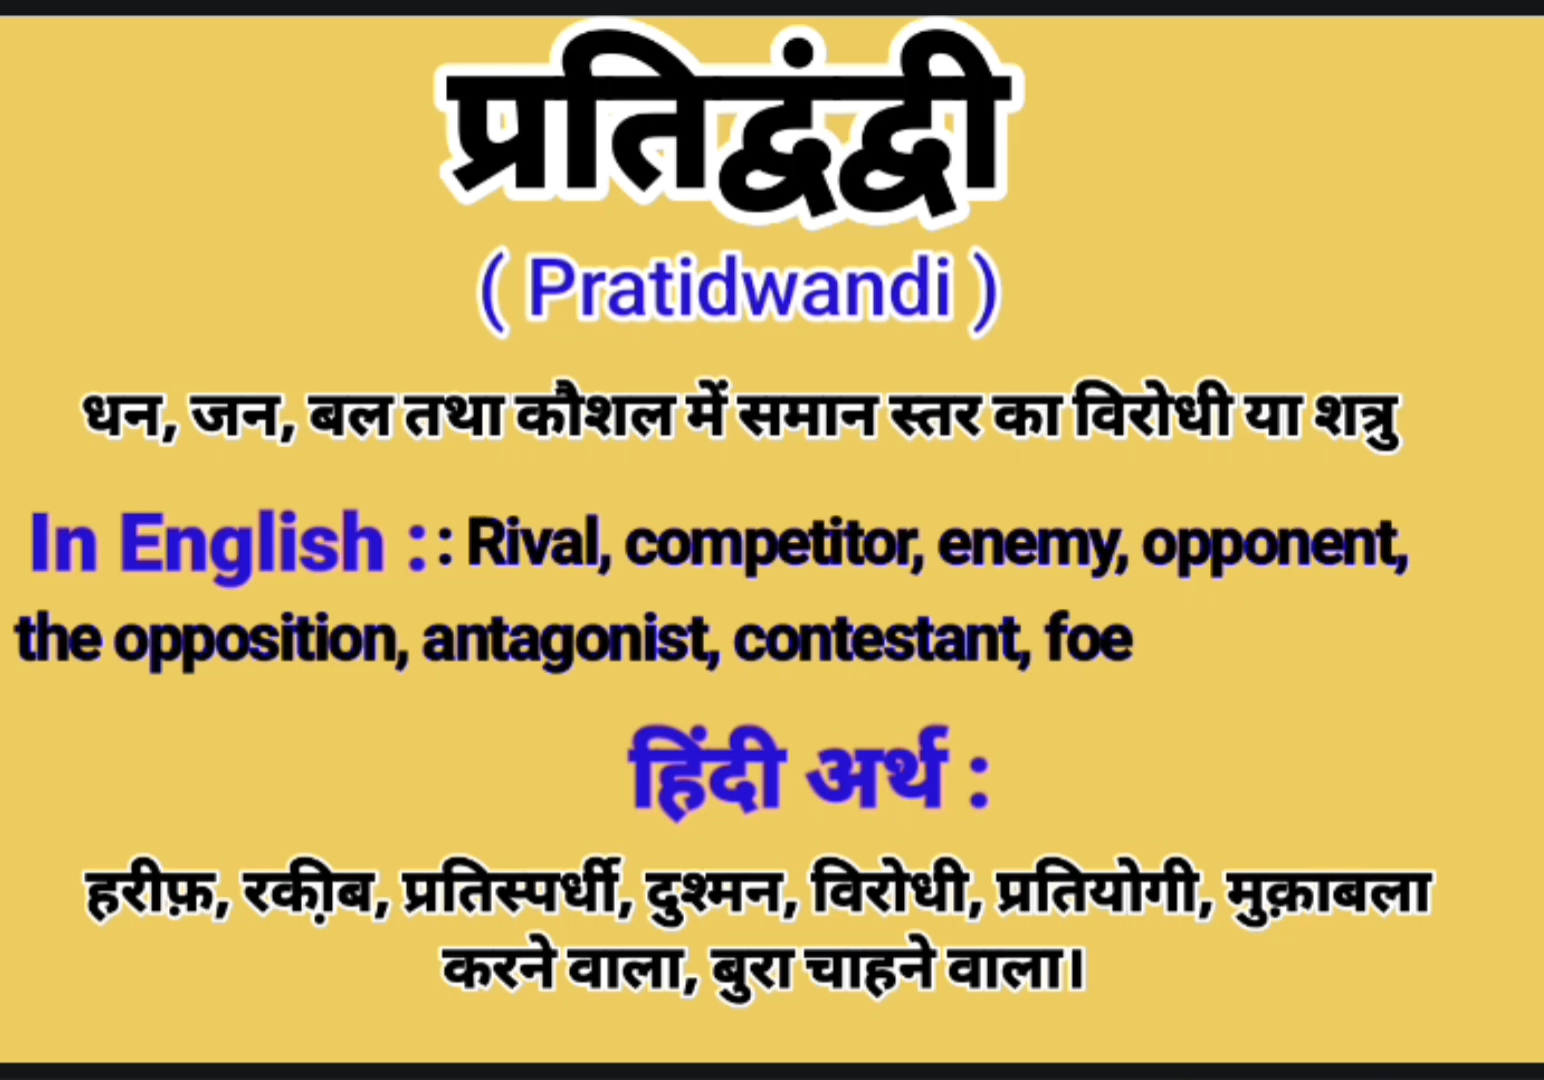 प्रतिद्वंद्वी
( Pratidwandi )
धन, जन, बल तथा कौशल में समान स्तर का विरोधी या शत्रु
In English : : Rival, competitor, enemy, opponent,
the opposition, antagonist, contestant, foe
हिंदी अर्थ :
हरीफ़, रकी़ब, प्रतिस्पर्धी, दुश्मन, विरोधी, प्रतियोगी, मुक़ाबला
करने वाला, बुरा चाहने वाला।